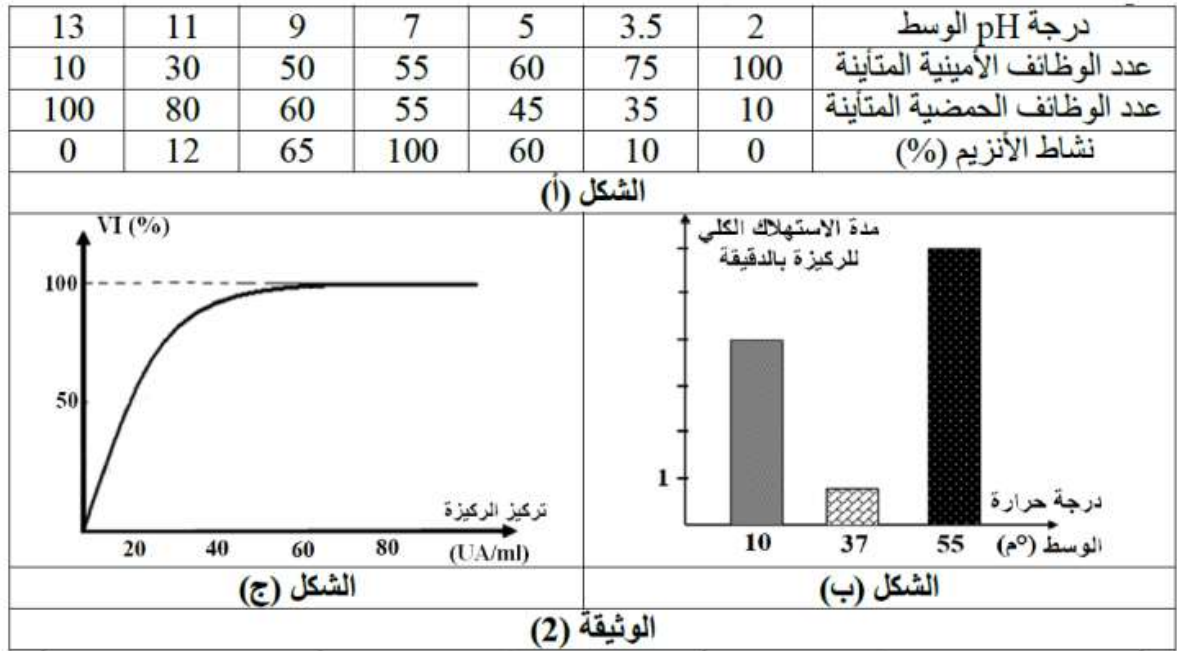 درجة pH الوسط 2 3.5 5 7 9 11 13
عدد الوظائف الأمينية المتأينة 100 75 60 55 50 30 10
عدد الوظائف الحمضية المتأينة 10 35 45 55 60 80 100
نشاط الأنزيم (%) 0 10 60 100 65 12 0
الشكل (أ)
مدة الاستهلاك الكلي
للركيزة بالدقيقة
1
درجة حرارة
الوسط (°م)
10 37 55
الشكل (ب)
VI (%)
100
50
تركيز الركيزة
(UA/ml)
20 40 60 80
الشكل (ج)
الوثيقة (2)